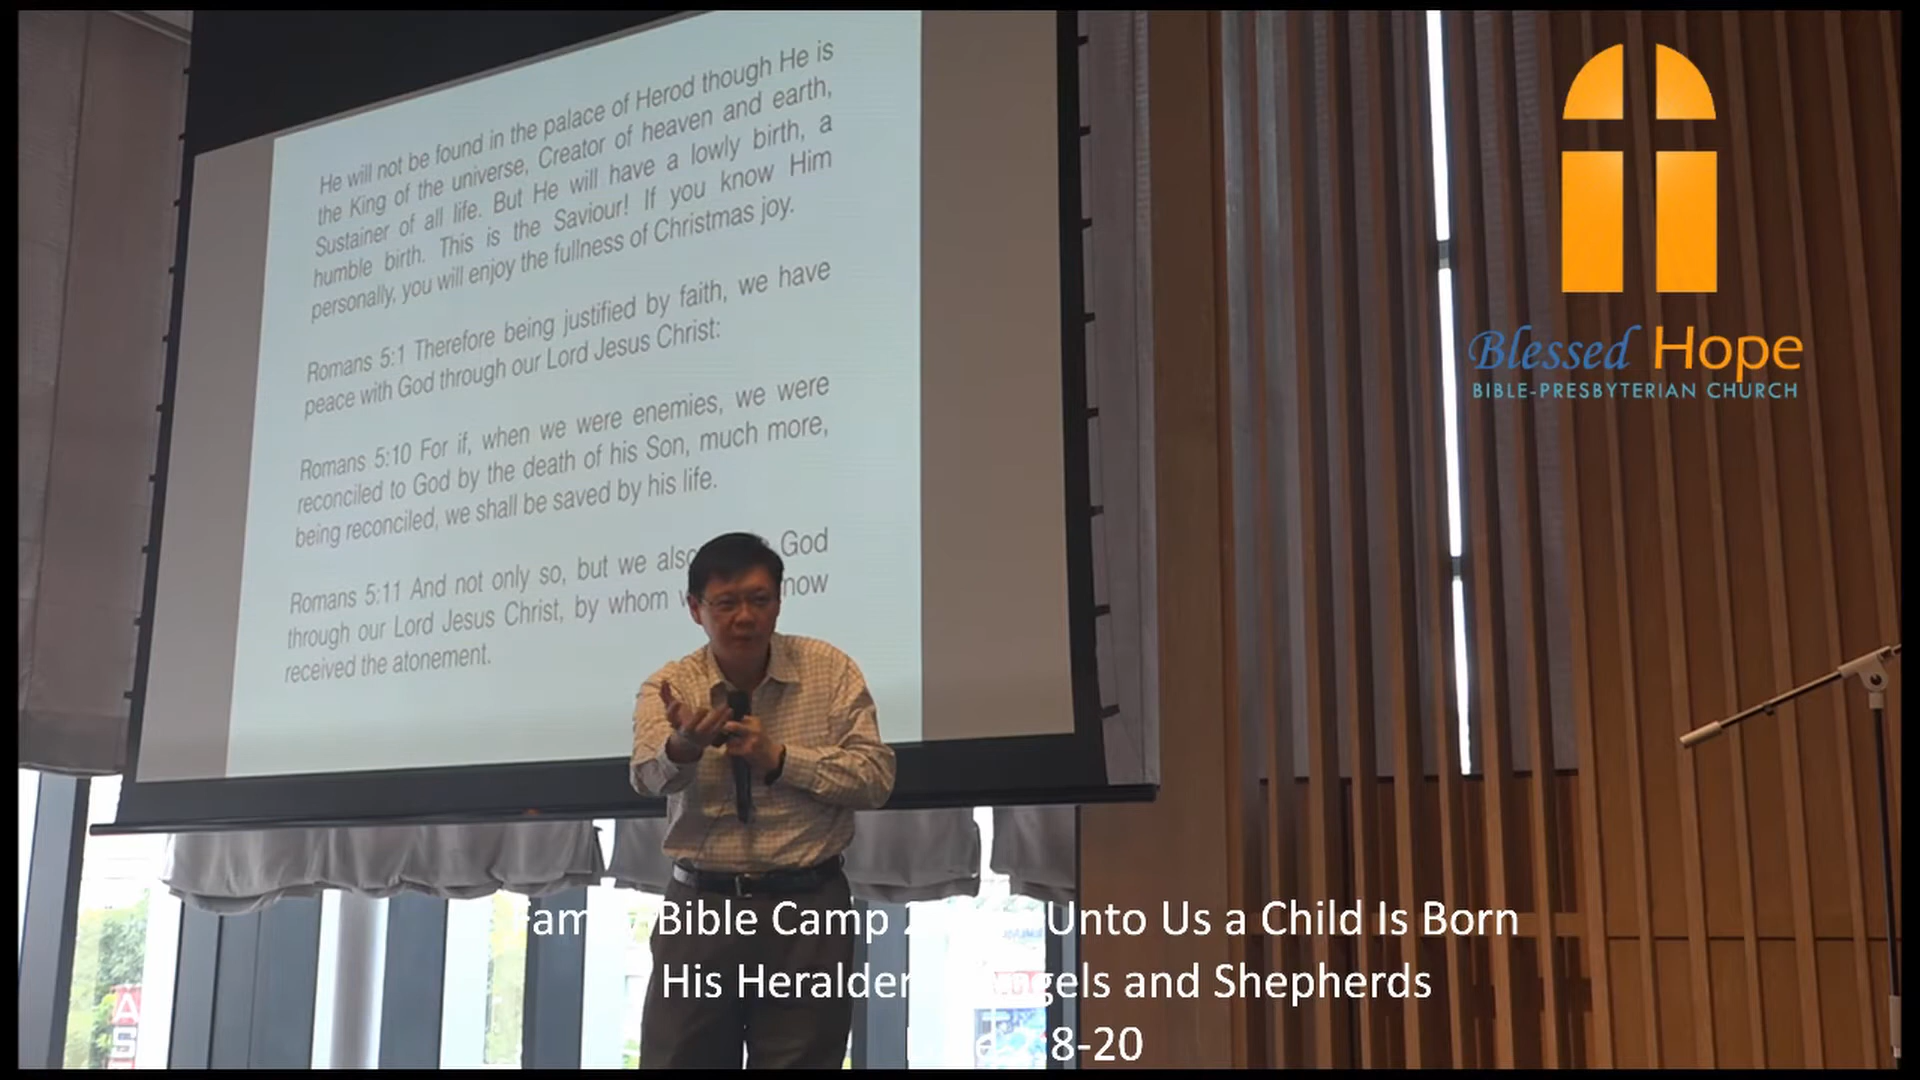 He will not be found in the palace of Herod though He is
the King of the universe, Creator of heaven and earth,
Sustainer of all life. But He will have a lowly birth, a
humble birth. This is the Saviour! If you know Him
personally, you will enjoy the fullness of Christmas joy.
Romans 5:1 Therefore being justified by faith, we have
peace with God through our Lord Jesus Christ:
Romans 5:10 For if, when we were enemies, we were
reconciled to God by the death of his Son, much more,
being reconciled, we shall be saved by his life.
Romans 5:11 And not only so, but we also God
through our Lord Jesus Christ, by whom now
received the atonement.
Blessed Hope
BIBLE-PRESBYTERIAN CHURCH
Family Bible Camp Unto Us a Child Is Born
His Angels and Shepherds
8-20